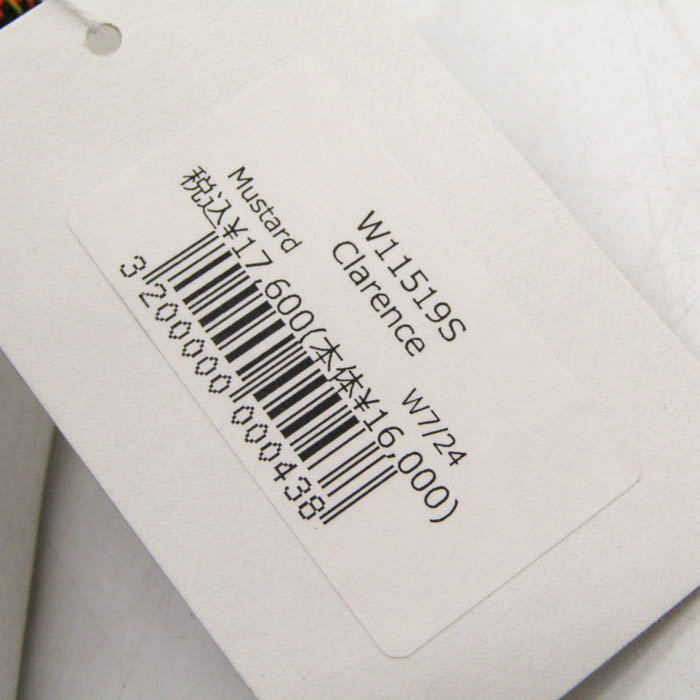 W11519S
Clarence
Mustard W7/24
税込¥17,600(本体¥16,000)
3 200000 000438